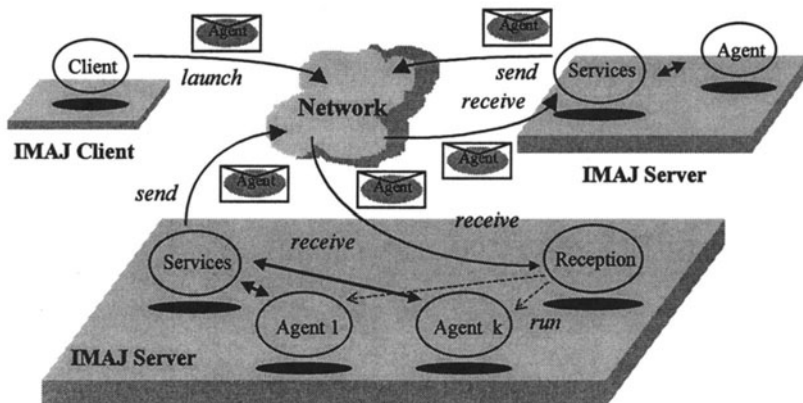 Agent
Agent
Client
launch
send
Services
Agent
Network
receive
IMAJ Client
Agent
Agent
Agent
IMAJ Server
send
receive
receive
Services
Reception
Agent 1
Agent k
run
IMAJ Server